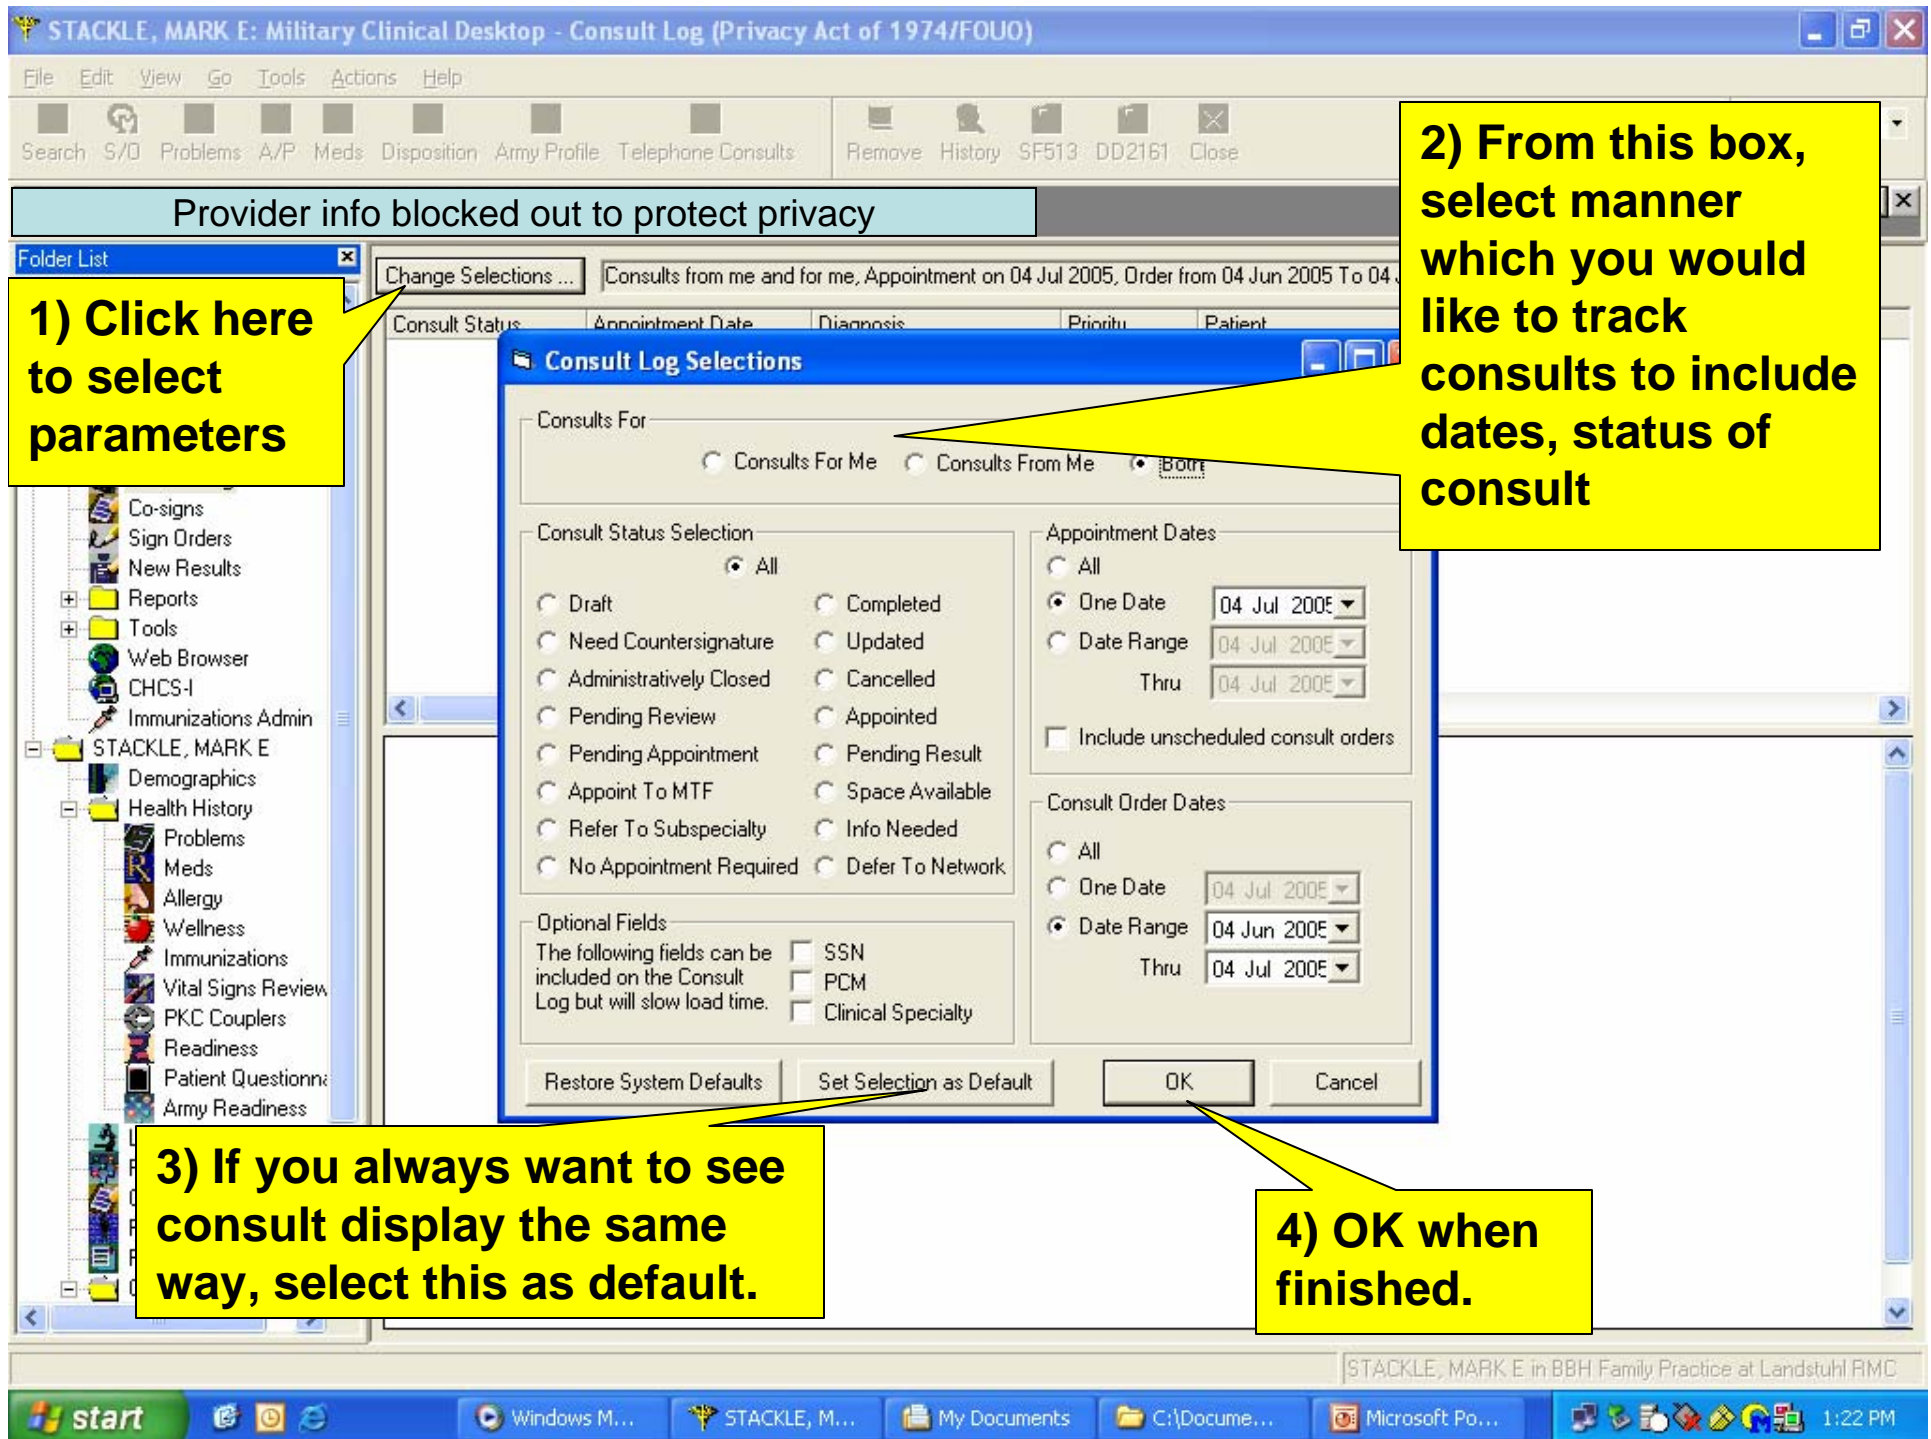 STACKLE, MARK E: Military Clinical Desktop - Consult Log (Privacy Act of 1974/FOUO)
File Edit View Go Tools Actions Help
Search S/O Problems A/P Meds Disposition Army Profile Telephone Consults Remove History SF513 DD2161 Close
Provider info blocked out to protect privacy
2) From this box,
select manner
which you would
like to track
consults to include
dates, status of
consult
Folder List
Change Selections ... Consults from me and for me, Appointment on 04 Jul 2005, Order from 04 Jun 2005 To 04
1) Click here
to select
parameters
Consult Status Appointment Date Diagnosis Priority Patient
Co-signs
Sign Orders
New Results
Reports
Tools
Web Browser
CHCS-I
Immunizations Admin
STACKLE, MARK E
Demographics
Health History
Problems
Meds
Allergy
Wellness
Immunizations
Vital Signs Review
PKC Couplers
Readiness
Patient Questionna
Army Readiness
Consult Log Selections
Consults For
Consults For Me Consults From Me Both
Consult Status Selection
All
Draft Completed
Need Countersignature Updated
Administratively Closed Cancelled
Pending Review Appointed
Pending Appointment Pending Result
Appoint To MTF Space Available
Refer To Subspecialty Info Needed
No Appointment Required Defer To Network
Appointment Dates
All
One Date 04 Jul 2005
Date Range 04 Jul 2005
Thru 04 Jul 2005
Include unscheduled consult orders
Consult Order Dates
All
One Date 04 Jul 2005
Date Range 04 Jun 2005
Thru 04 Jul 2005
Optional Fields
The following fields can be
included on the Consult
Log but will slow load time.
SSN
PCM
Clinical Specialty
Restore System Defaults Set Selection as Default OK Cancel
3) If you always want to see
consult display the same
way, select this as default.
4) OK when
finished.
STACKLE, MARK E in BBH Family Practice at Landstuhl RMC
start Windows M... STACKLE, M... My Documents C:\Docume... Microsoft Po... 1:22 PM